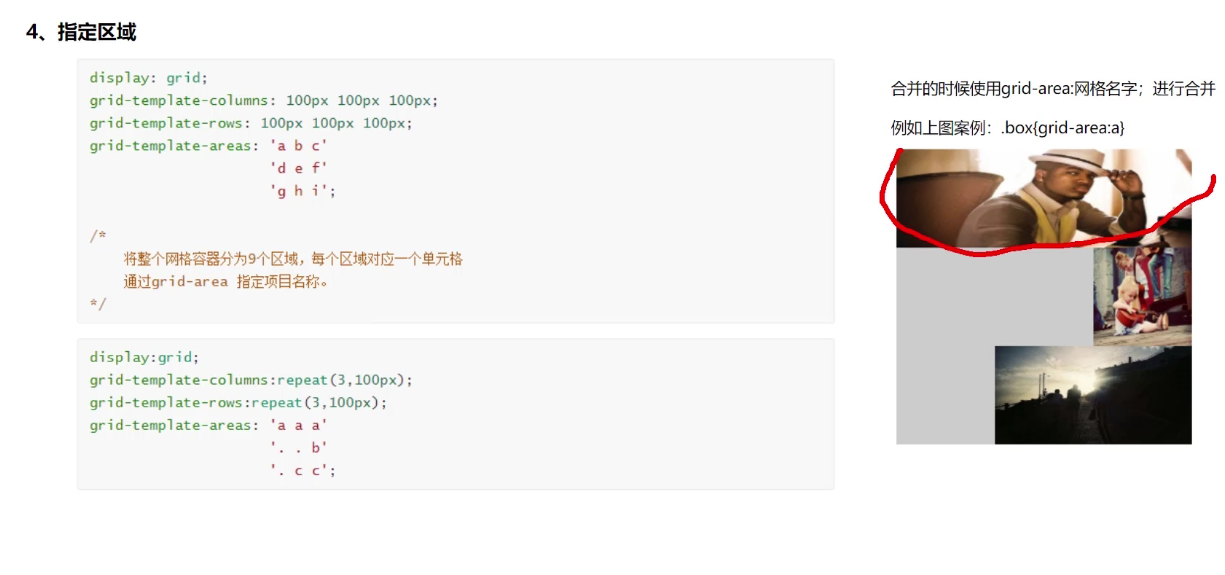 4、指定区域
display: grid;
grid-template-columns: 100px 100px 100px;
grid-template-rows: 100px 100px 100px;
grid-template-areas: 'a b c'
'd e f'
'g h i';
/*
将整个网格容器分为9个区域，每个区域对应一个单元格
通过grid-area 指定项目名称。
*/
display:grid;
grid-template-columns:repeat(3,100px);
grid-template-rows:repeat(3,100px);
grid-template-areas: 'a a a'
'. . b'
'. c c';
合并的时候使用grid-area:网格名字；进行合并
例如上图案例：.box{grid-area:a}